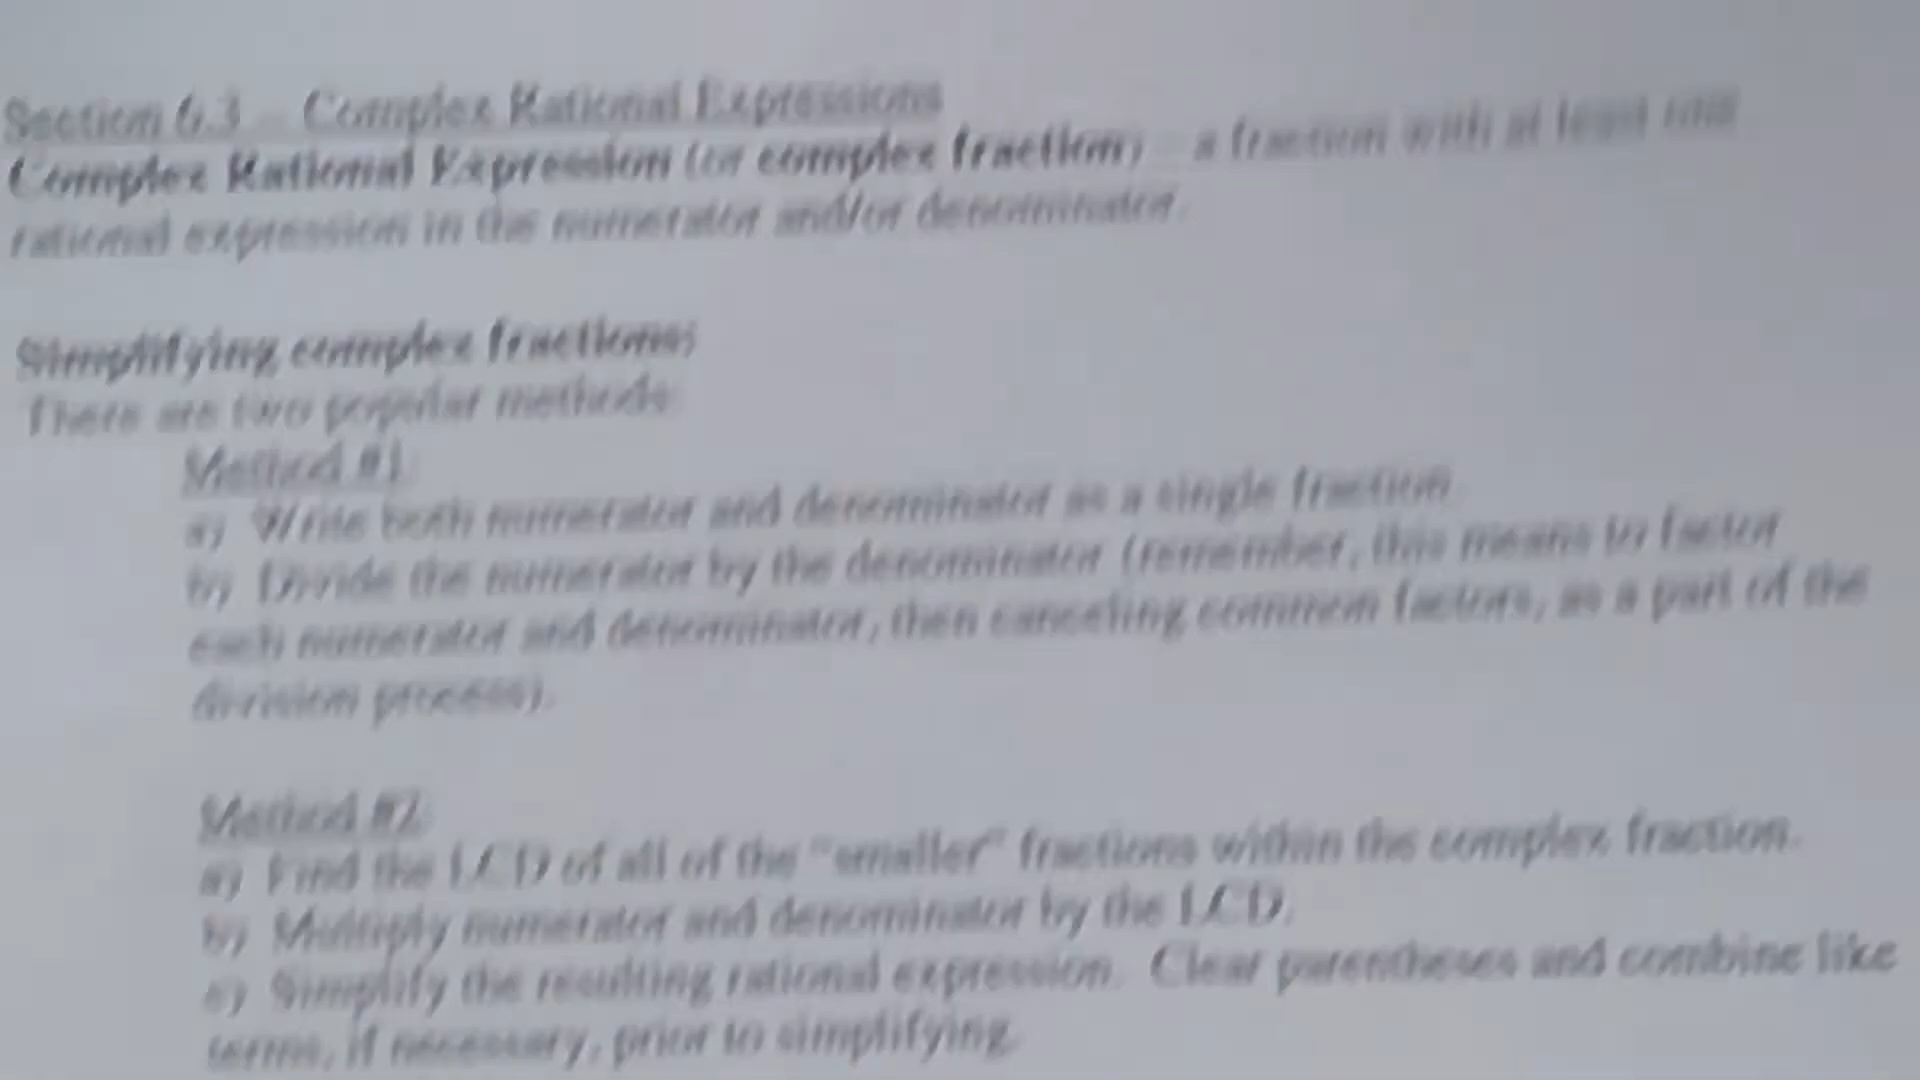 Section 6.3 – Complex Rational Expressions
Complex Rational Expression (or complex fraction) – a fraction with at least one
rational expression in the numerator and/or denominator.
Simplifying complex fractions:
There are two popular methods:
Method #1:
a) Write both numerator and denominator as a single fraction.
b) Divide the numerator by the denominator (remember, this means to factor
each numerator and denominator, then canceling common factors, as a part of the
division process).
Method #2:
a) Find the LCD of all of the "smaller" fractions within the complex fraction.
b) Multiply numerator and denominator by the LCD.
c) Simplify the resulting rational expression. Clear parentheses and combine like
terms, if necessary, prior to simplifying.